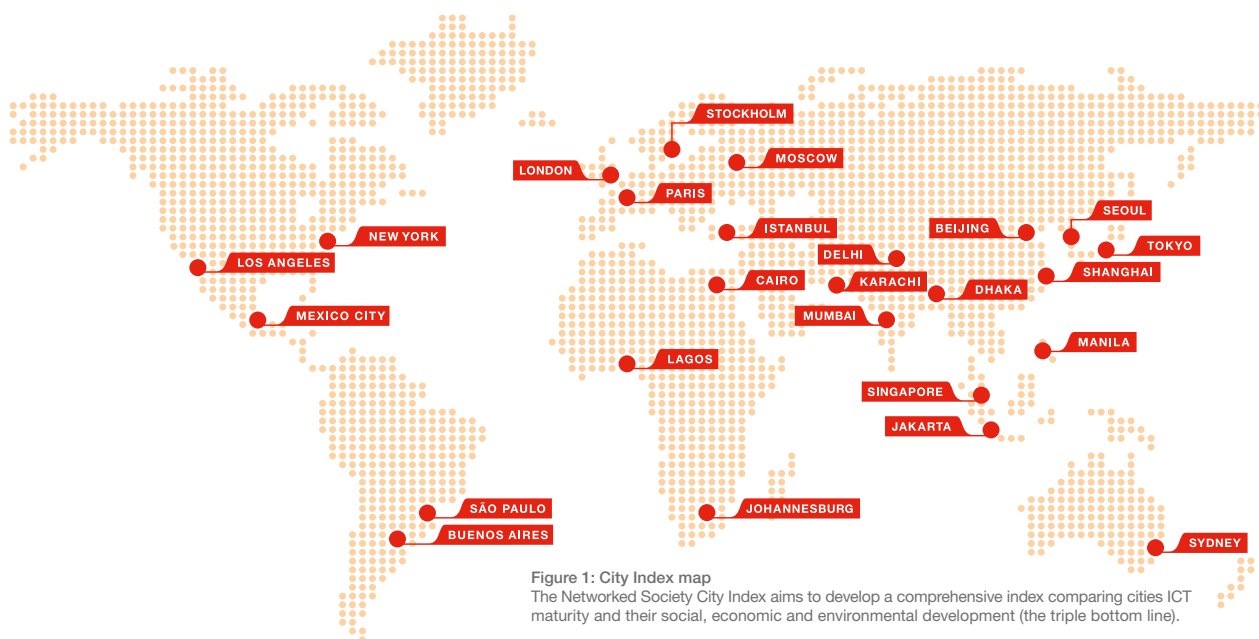 STOCKHOLM
LONDON
MOSCOW
PARIS
ISTANBUL
BEIJING
SEOUL
NEW YORK
TOKYO
LOS ANGELES
DELHI
SHANGHAI
CAIRO
KARACHI
DHAKA
MEXICO CITY
MUMBAI
MANILA
LAGOS
SINGAPORE
JAKARTA
SÃO PAULO
JOHANNESBURG
BUENOS AIRES
SYDNEY
Figure 1: City Index map
The Networked Society City Index aims to develop a comprehensive index comparing cities ICT
maturity and their social, economic and environmental development (the triple bottom line).